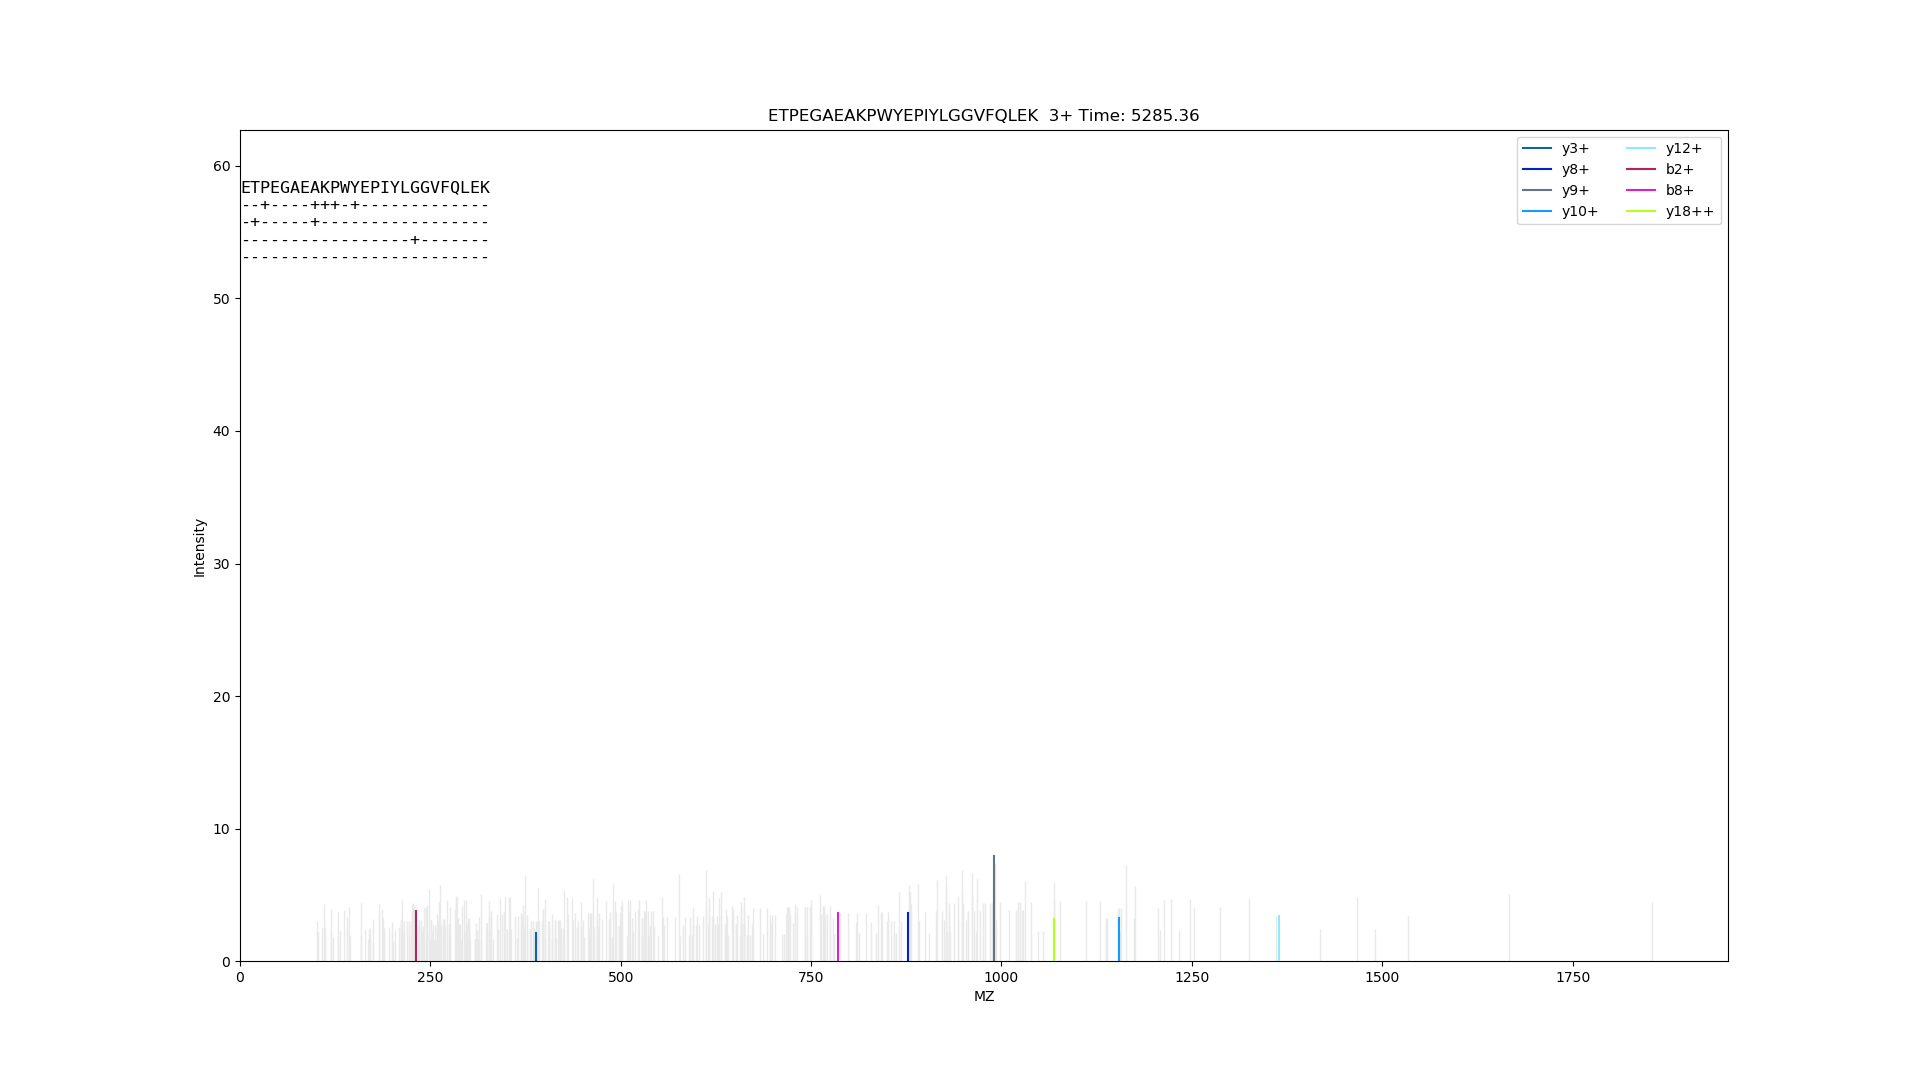 ETPEGAEAKPWYEPIYLGGVFQLEK  3+ Time: 5285.36
60
50
40
30
20
10
0
Intensity
ETPEGAEAKPWYEPIYLGGVFQLEK
--+----+++-+-------------
-+-----+-----------------
-----------------+-------
-------------------------
y3+
y8+
y9+
y10+
y12+
b2+
b8+
y18++
0 250 500 750 1000 1250 1500 1750
MZ